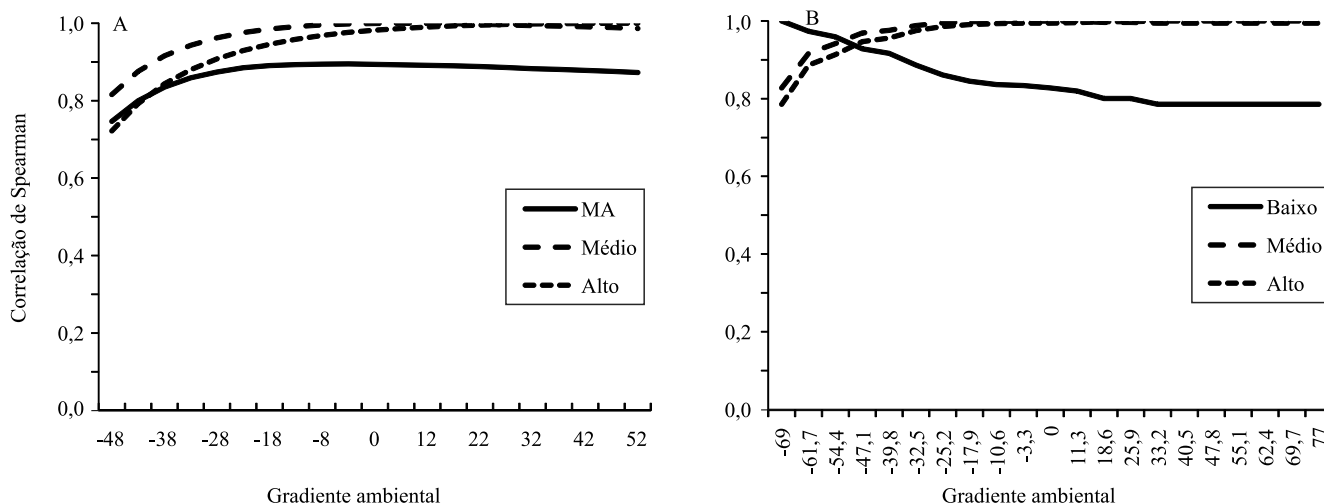 A
1,0
0,8
0,6
0,4
0,2
0,0
Correlação de Spearman
MA
Médio
Alto
-48 -38 -28 -18 -8 0 12 22 32 42 52
Gradiente ambiental
B
1,0
0,8
0,6
0,4
0,2
0,0
Baixo
Médio
Alto
-69 -61,7 -54,4 -47,1 -39,8 -32,5 -25,2 -17,9 -10,6 -3,3 0 11,3 18,6 25,9 33,2 40,5 47,8 55,1 62,4 69,7 77
Gradiente ambiental